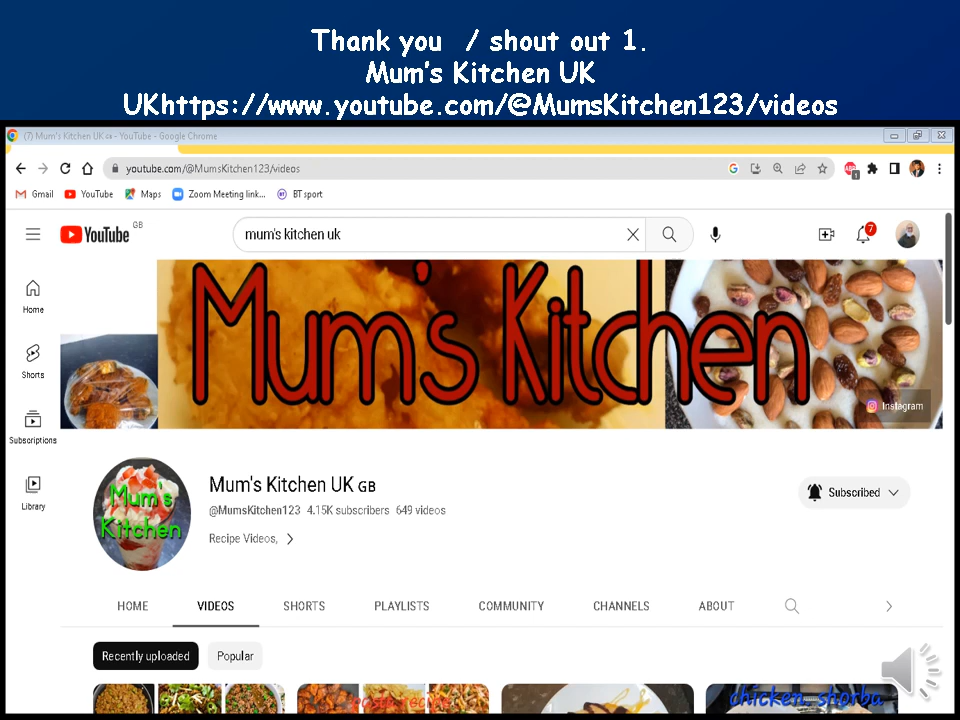 Thank you / shout out 1.
Mum's Kitchen UK
UKhttps://www.youtube.com/@MumsKitchen123/videos
(7) Mum's Kitchen UK GB - YouTube - Google Chrome
youtube.com/@MumsKitchen123/videos
Gmail YouTube Maps Zoom Meeting link... BT sport
YouTube GB
mum's kitchen uk
7
Home
Shorts
Subscriptions
Library
Mum's Kitchen
Instagram
Mum's
Kitchen
Mum's Kitchen UK GB
@MumsKitchen123 4.15K subscribers 649 videos
Recipe Videos,
Subscribed
HOME VIDEOS SHORTS PLAYLISTS COMMUNITY CHANNELS ABOUT
Recently uploaded Popular
chicken shorba